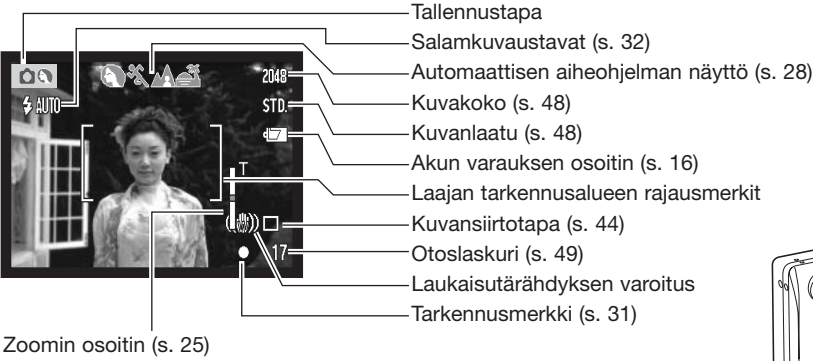 Tallennustapa
Salamkuvaustavat (s. 32)
Automaattisen aiheohjelman näyttö (s. 28)
Kuvakoko (s. 48)
Kuvanlaatu (s. 48)
Akun varauksen osoitin (s. 16)
Laajan tarkennusalueen rajausmerkit
Kuvansiirtotapa (s. 44)
Otoslaskuri (s. 49)
Laukaisutärähdyksen varoitus
Tarkennusmerkki (s. 31)
Zoomin osoitin (s. 25)
AUTO
2048
STD.
T
17